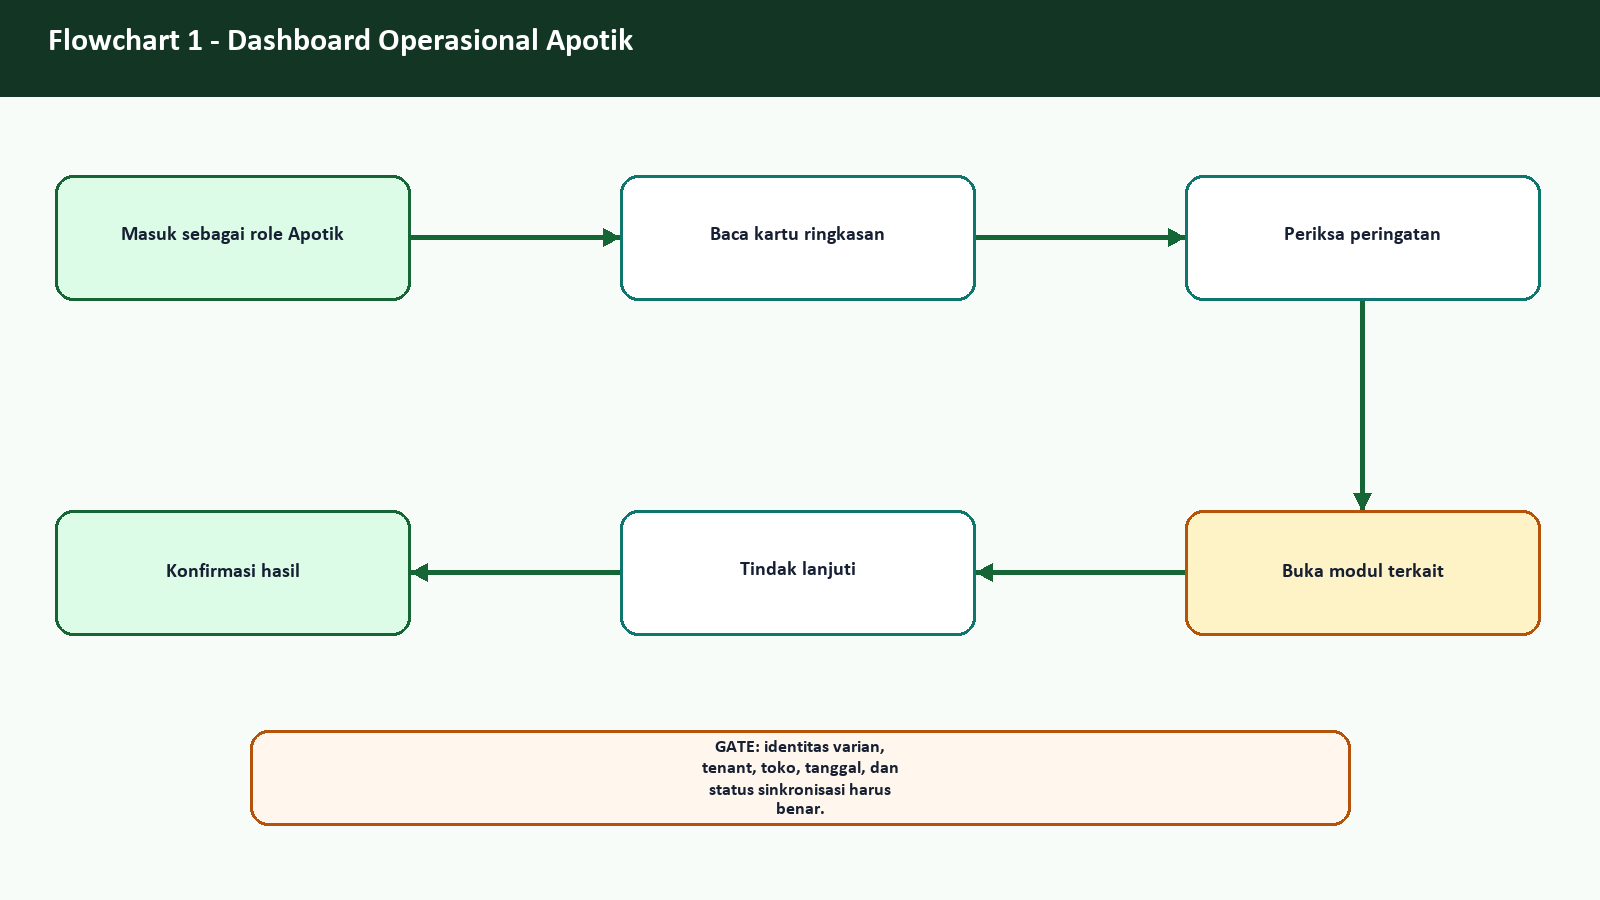 Flowchart 1 - Dashboard Operasional Apotik
Masuk sebagai role Apotik
Baca kartu ringkasan
Periksa peringatan
Buka modul terkait
Tindak lanjuti
Konfirmasi hasil
GATE: identitas varian,
tenant, toko, tanggal, dan
status sinkronisasi harus
benar.